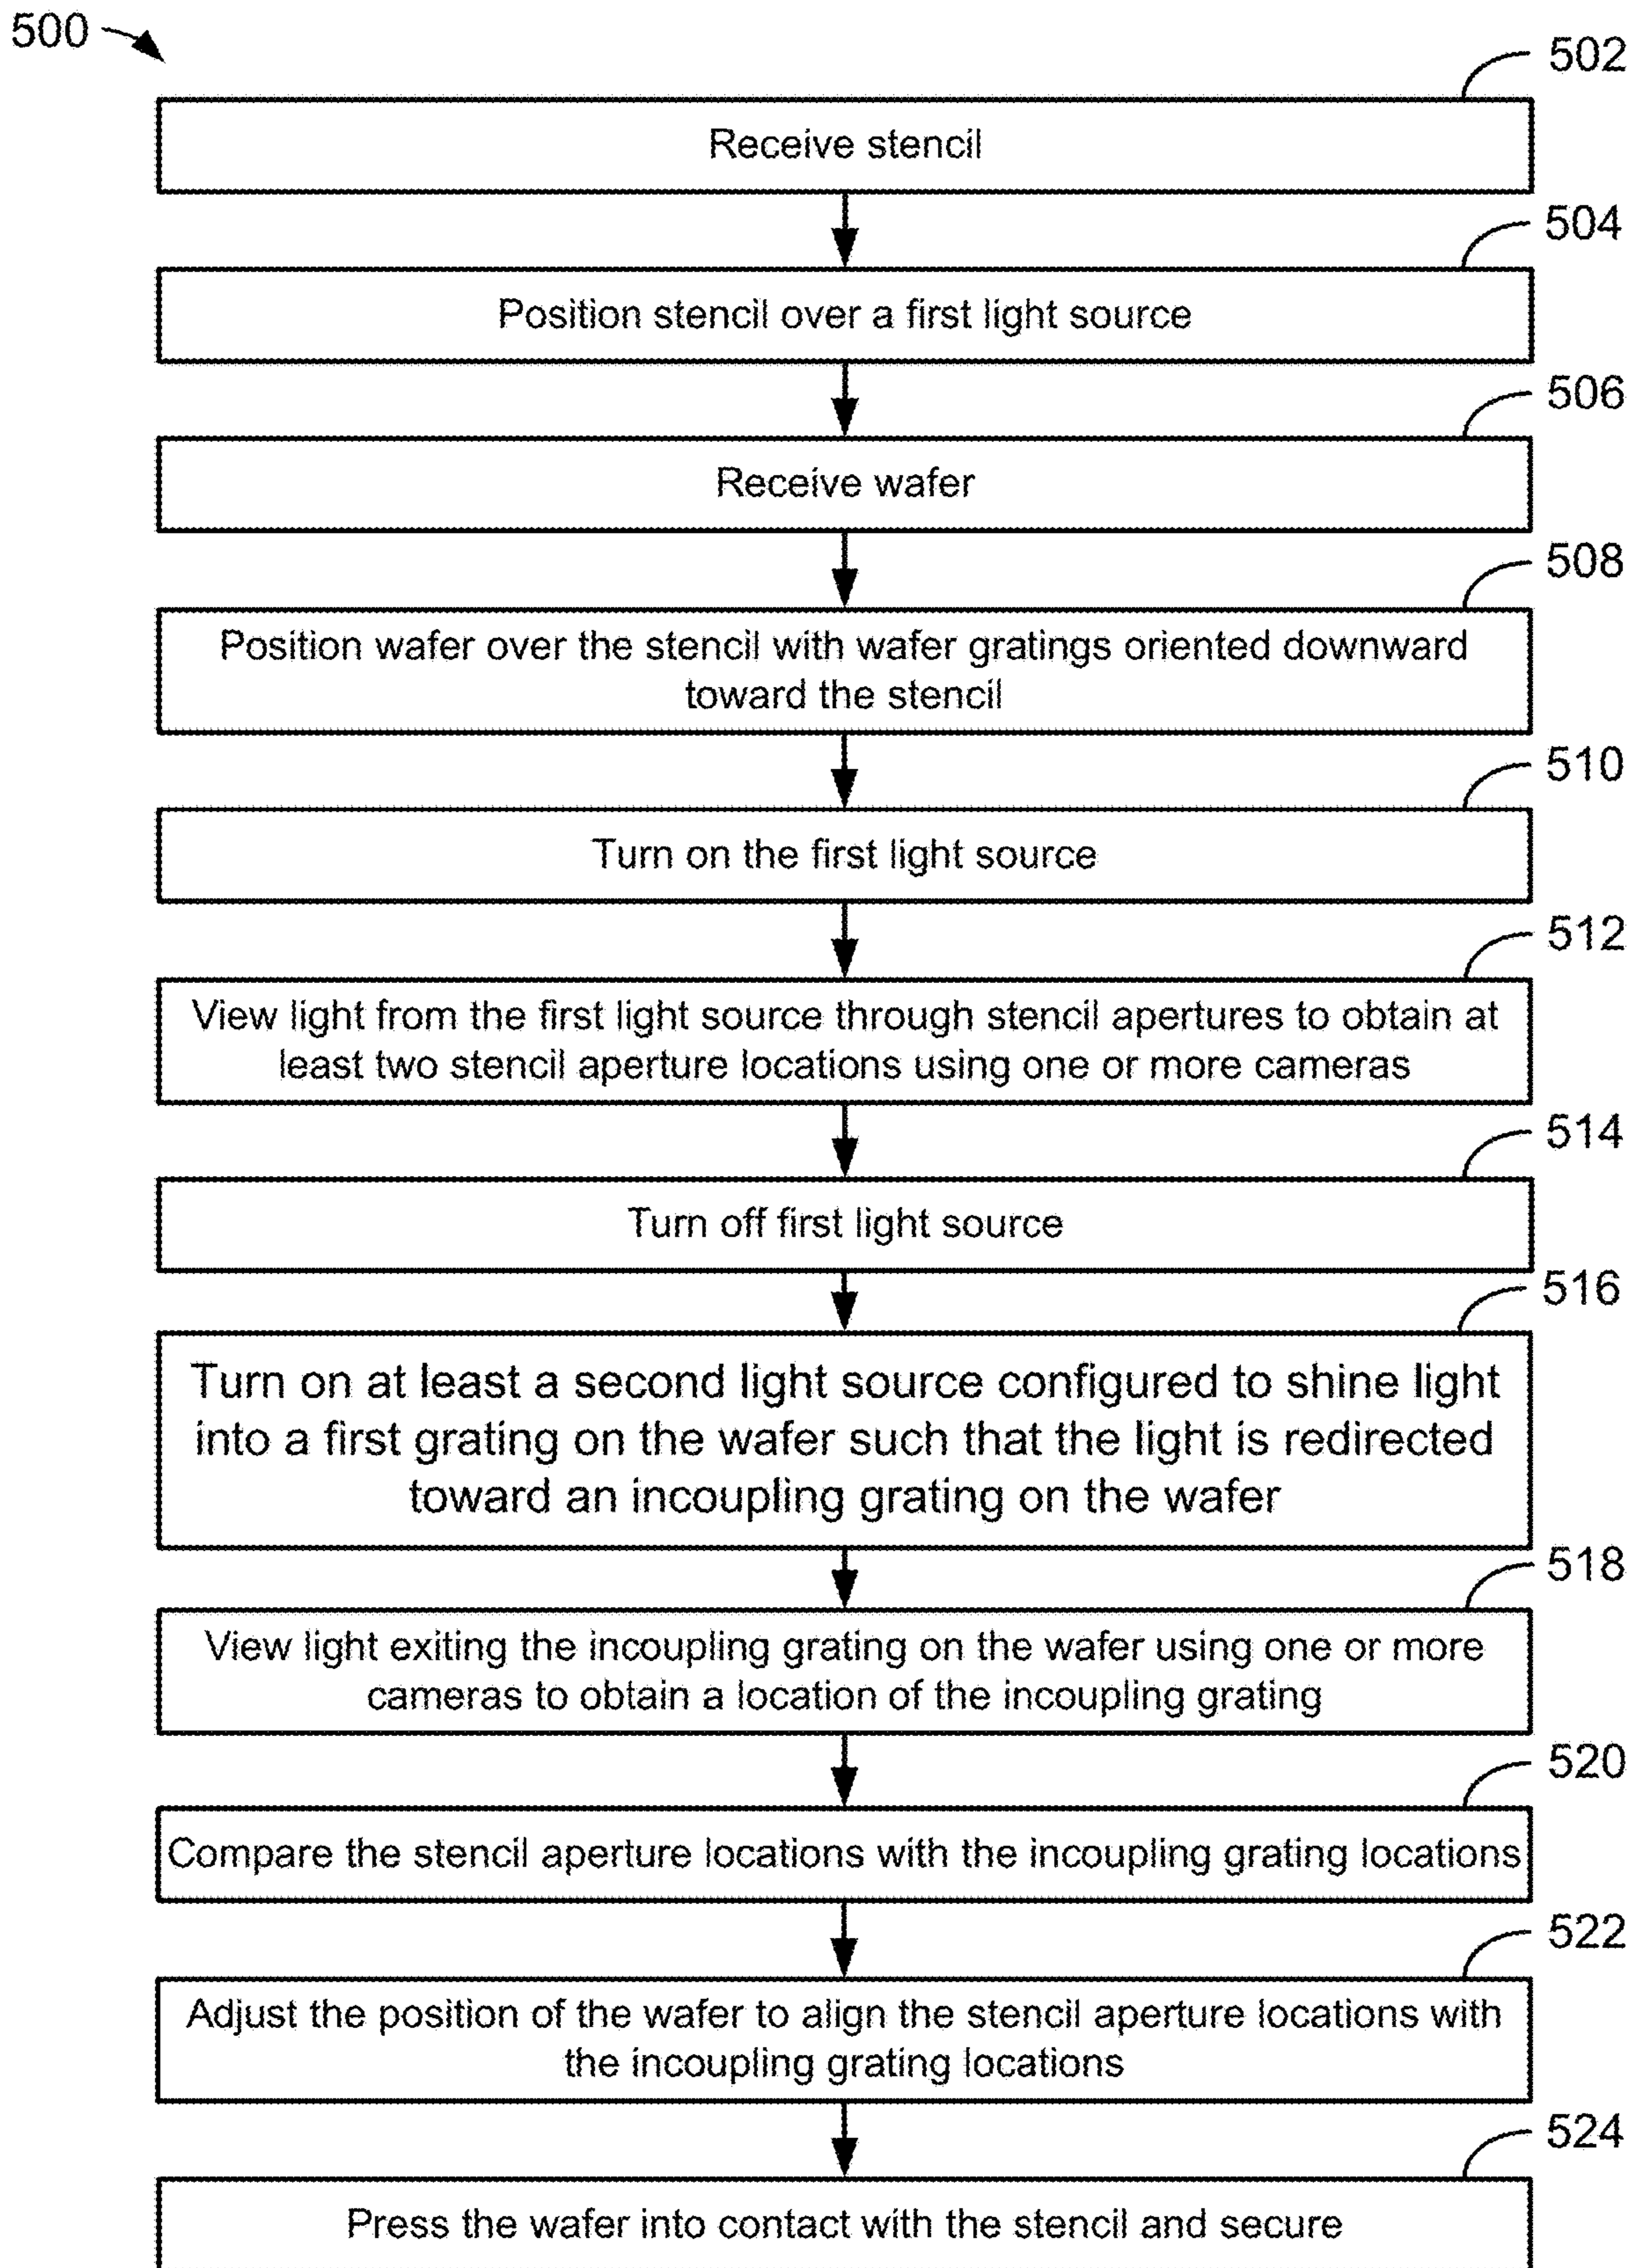 500
502
Receive stencil
504
Position stencil over a first light source
506
Receive wafer
508
Position wafer over the stencil with wafer gratings oriented downward
toward the stencil
510
Turn on the first light source
512
View light from the first light source through stencil apertures to obtain at
least two stencil aperture locations using one or more cameras
514
Turn off first light source
516
Turn on at least a second light source configured to shine light
into a first grating on the wafer such that the light is redirected
toward an incoupling grating on the wafer
518
View light exiting the incoupling grating on the wafer using one or more
cameras to obtain a location of the incoupling grating
520
Compare the stencil aperture locations with the incoupling grating locations
522
Adjust the position of the wafer to align the stencil aperture locations with
the incoupling grating locations
524
Press the wafer into contact with the stencil and secure